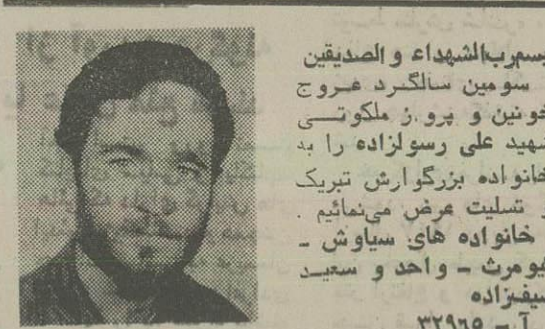 بسم‌رب‌الشهداء و الصدیقین
سومین سالگرد عروج
خونین و پرو.ز ملکوتی
شهید علی رسولزاده را به
خانواده بزرگوارش تبریک
و تسلیت عرض می‌نمائیم .
خانواده های سیاوش ـ
کیومرث ـ واحد و سعید
سیفزاده
آ ـ ۳۲۹۶۵